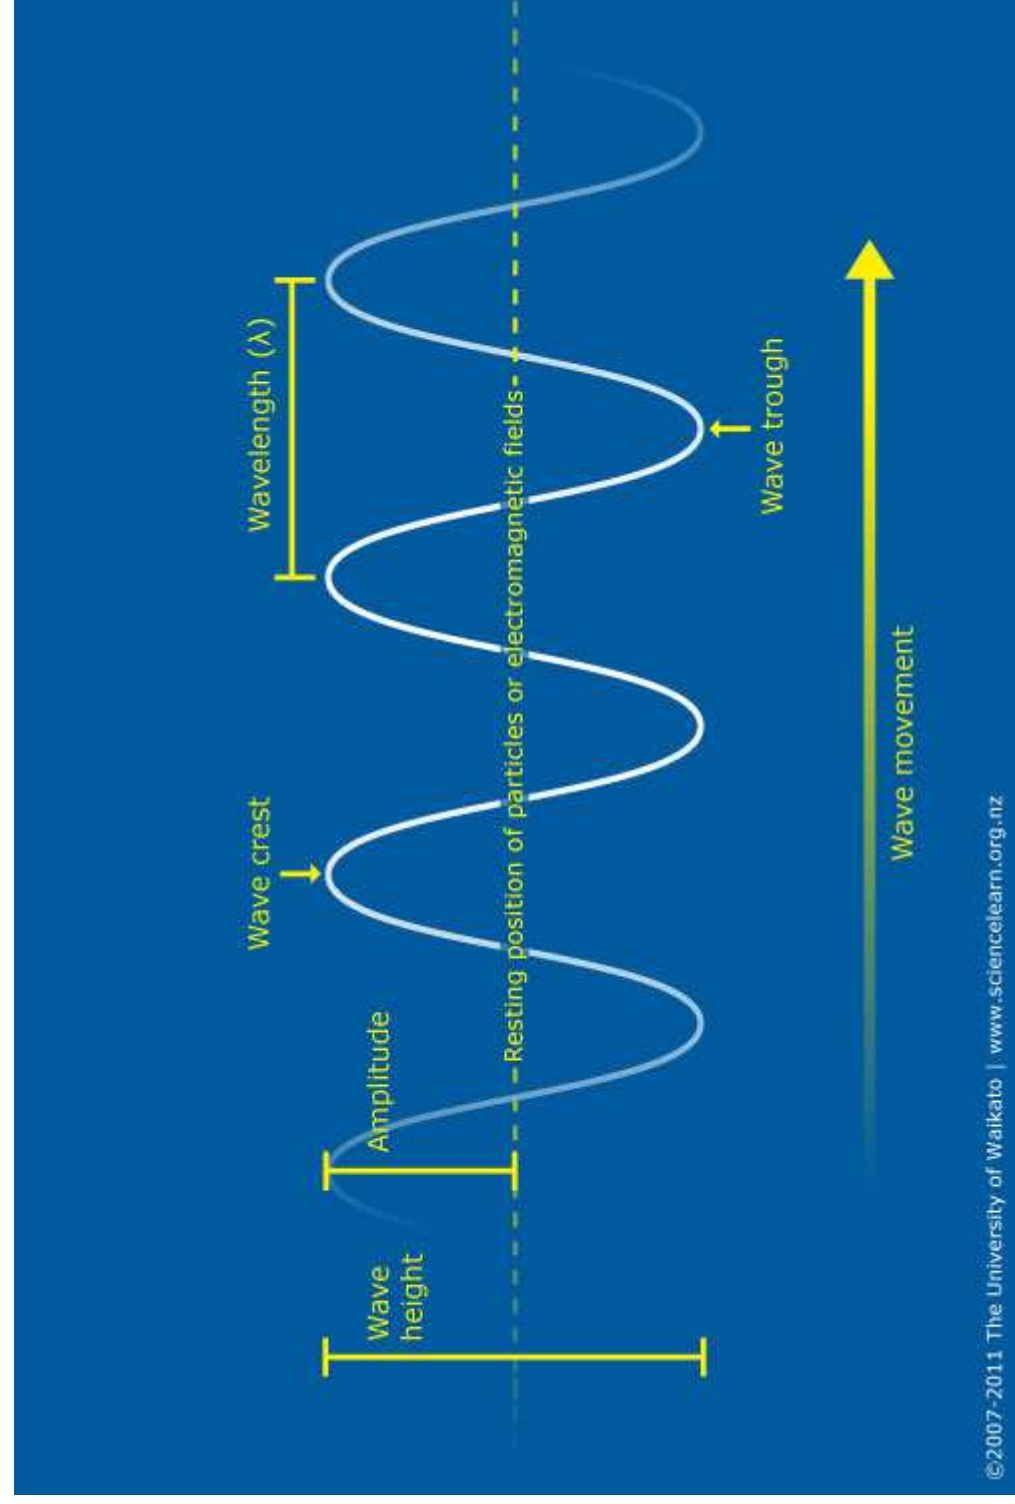 Wave
height
Amplitude
Wave crest
Wavelength (λ)
Resting position of particles or electromagnetic fields
Wave trough
Wave movement
©2007-2011 The University of Waikato | www.sciencelearn.org.nz